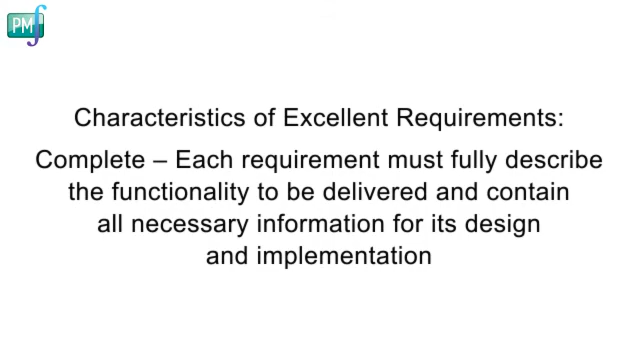 PMf
Characteristics of Excellent Requirements:
Complete – Each requirement must fully describe
the functionality to be delivered and contain
all necessary information for its design
and implementation